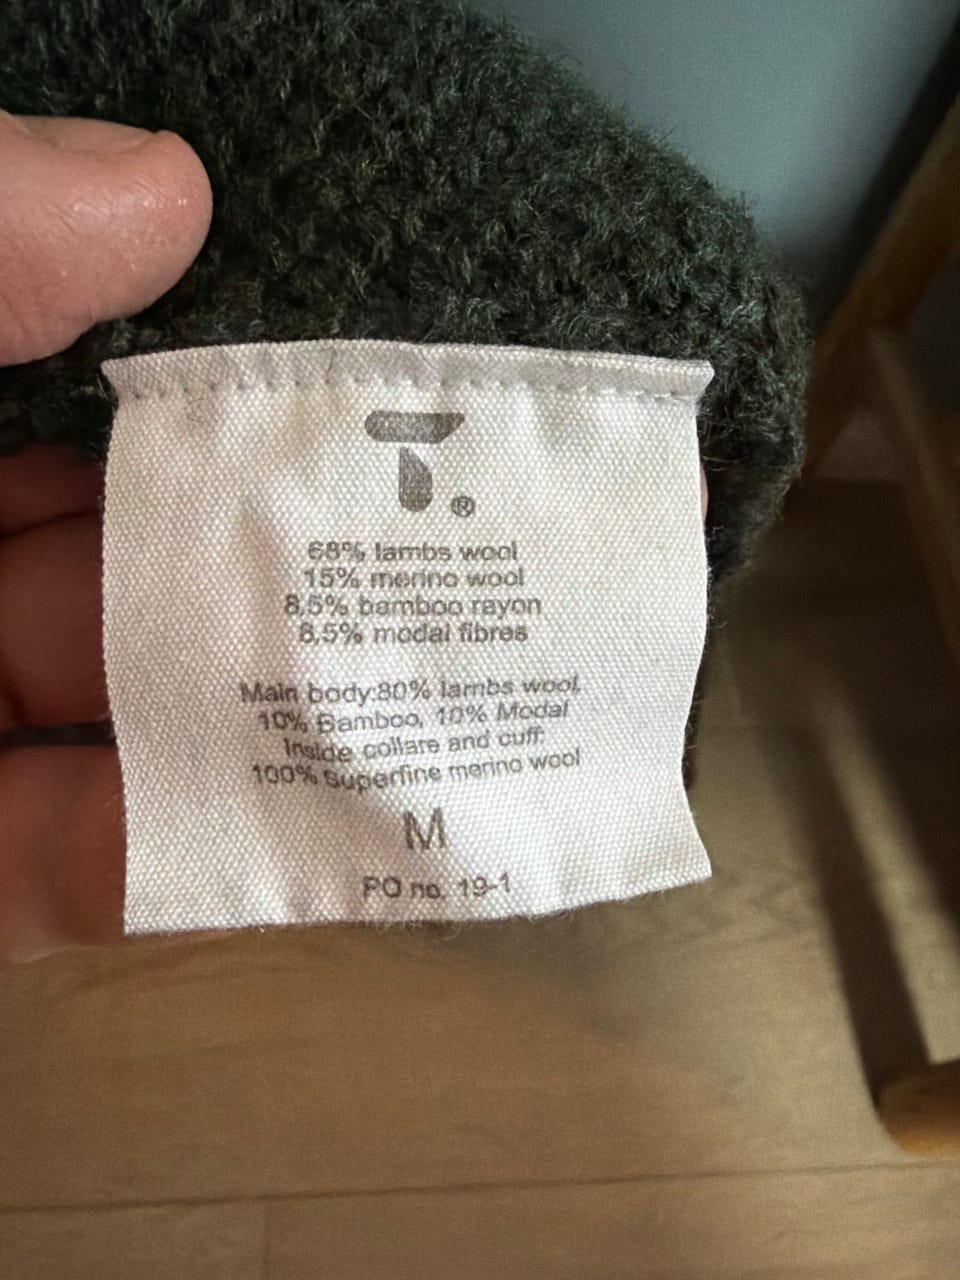 T.®
68% lambs wool
15% merino wool
8,5% bamboo rayon
8,5% modal fibres
Main body:80% lambs wool,
10% Bamboo, 10% Modal
Inside collare and cuff:
100% Superfine merino wool
M
PO no. 19-1